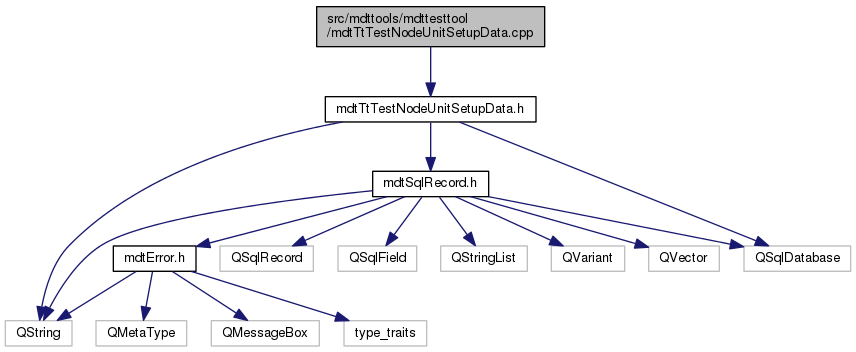 src/mdttools/mdttesttool
/mdtTtTestNodeUnitSetupData.cpp
mdtTtTestNodeUnitSetupData.h
mdtSqlRecord.h
mdtError.h
QSqlRecord
QSqlField
QStringList
QVariant
QVector
QSqlDatabase
QString
QMetaType
QMessageBox
type_traits